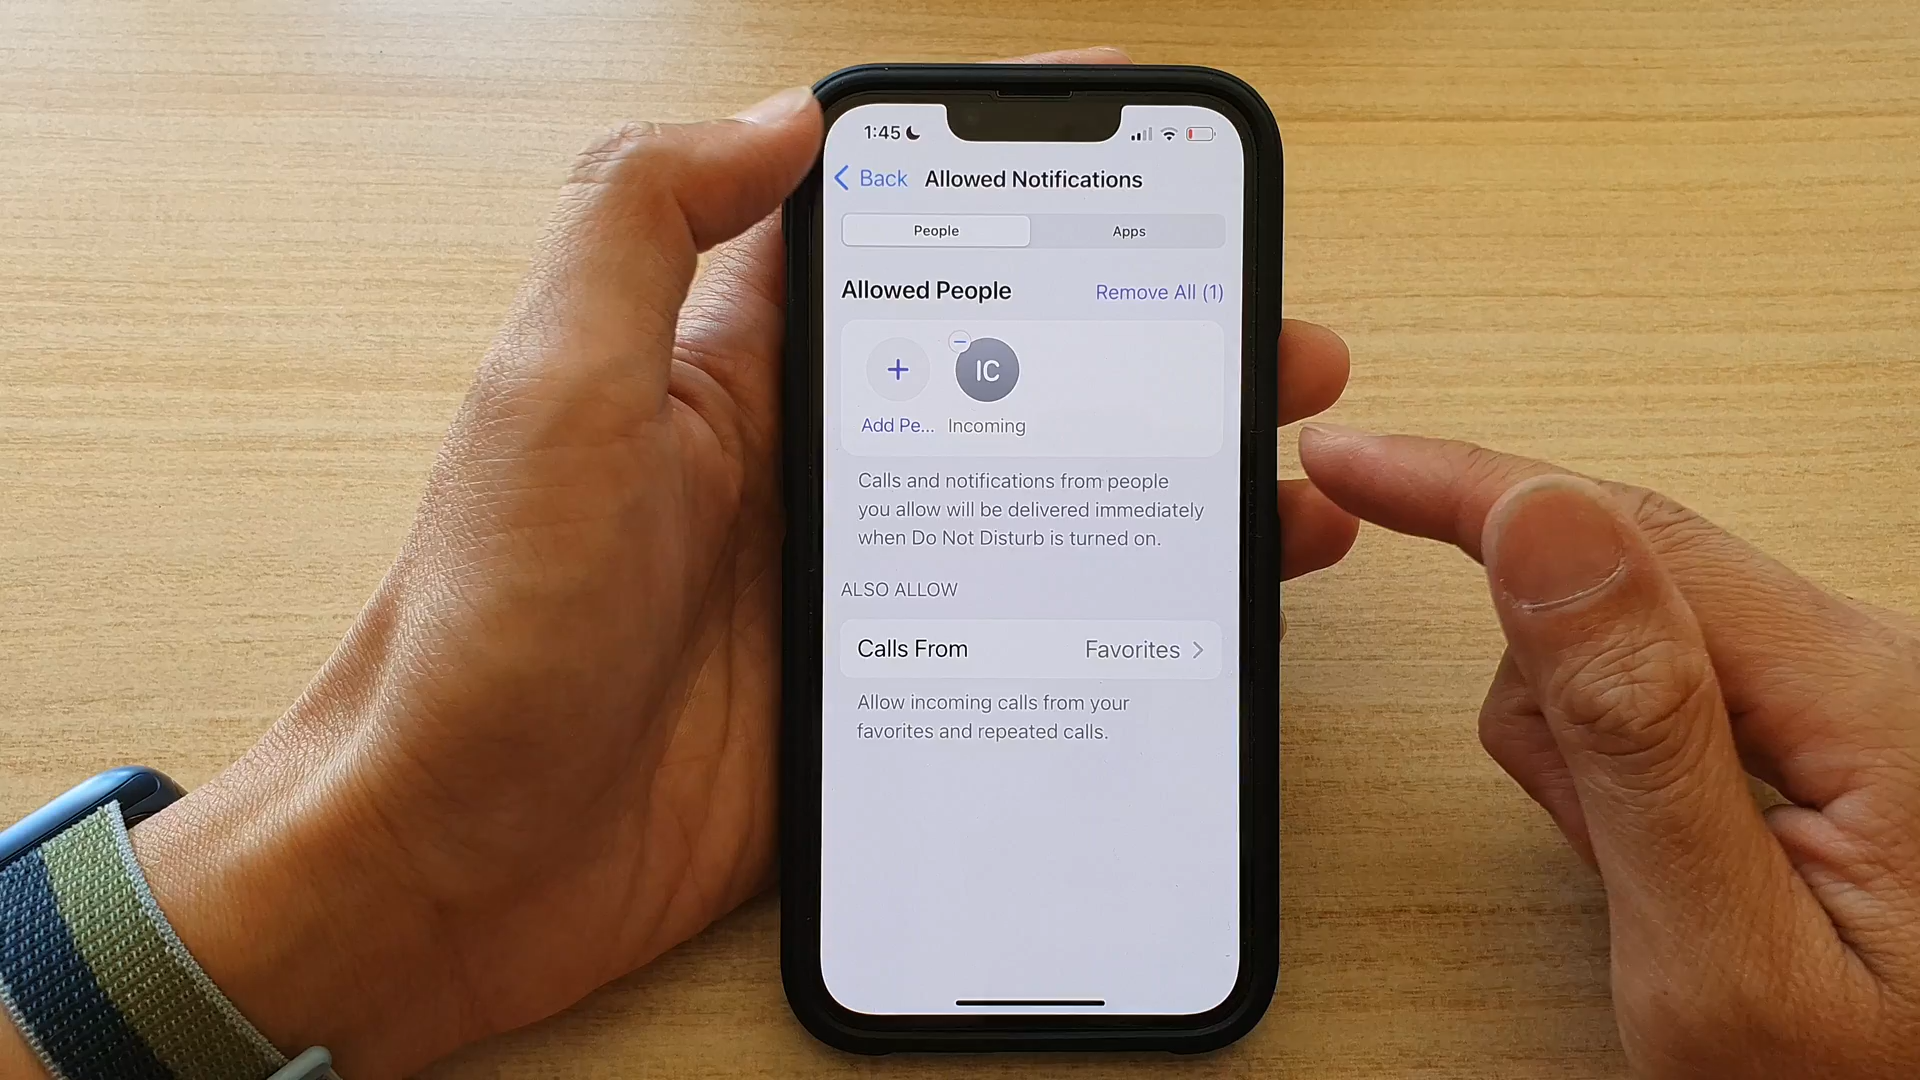 1:45
Back Allowed Notifications
People Apps
Allowed People Remove All (1)
IC
Add Pe... Incoming
Calls and notifications from people
you allow will be delivered immediately
when Do Not Disturb is turned on.
ALSO ALLOW
Calls From Favorites
Allow incoming calls from your
favorites and repeated calls.